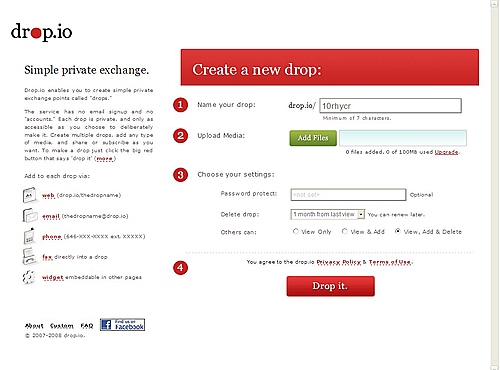 drop.io
Simple private exchange.
Drop.io enables you to create simple private
exchange points called "drops."
The service has no email signup and no
"accounts." Each drop is private, and only as
accessible as you choose to deliberately
make it. Create multiple drops, add any type
of media, and share or subscribe as you
want. To make a drop just click the big red
button that says 'drop it' (more)
Add to each drop via:
web (drop.io/thedropname)
email (thedropname@drop.io)
phone (646-XXX-XXXX ext. XXXXX)
fax directly into a drop
widget embeddable in other pages
About Custom FAQ Find us on Facebook
© 2007-2008 drop.io.
Create a new drop:
1 Name your drop: drop.io/ 10rhycr
Minimum of 7 characters.
2 Upload Media: Add Files
0 files added, 0 of 100MB used Upgrade.
3 Choose your settings:
Password protect: <not set> Optional
Delete drop: 1 month from last view You can renew later.
Others can: View Only View & Add View, Add & Delete
4 You agree to the drop.io Privacy Policy & Terms of Use.
Drop it.